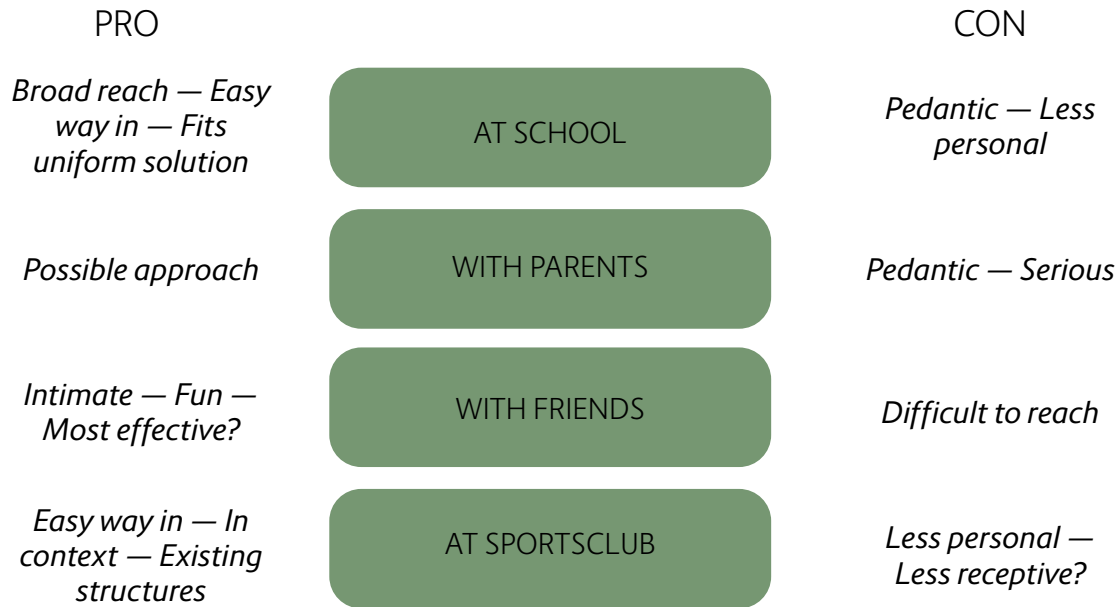 PRO
CON
Broad reach — Easy
way in — Fits
uniform solution
AT SCHOOL
Pedantic — Less
personal
Possible approach
WITH PARENTS
Pedantic — Serious
Intimate — Fun —
Most effective?
WITH FRIENDS
Difficult to reach
Easy way in — In
context — Existing
structures
AT SPORTSCLUB
Less personal —
Less receptive?